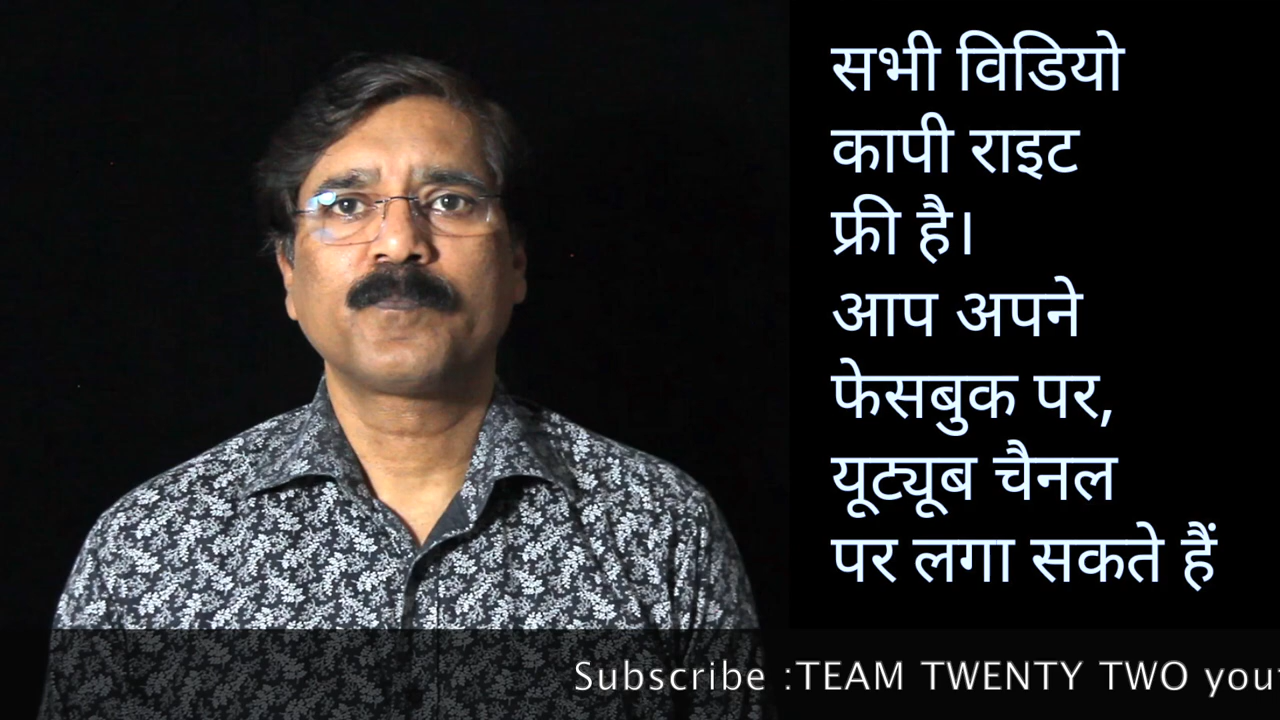 सभी विडियो
कापी राइट
फ्री है।
आप अपने
फेसबुक पर,
यूट्यूब चैनल
पर लगा सकते हैं
Subscribe :TEAM TWENTY TWO you